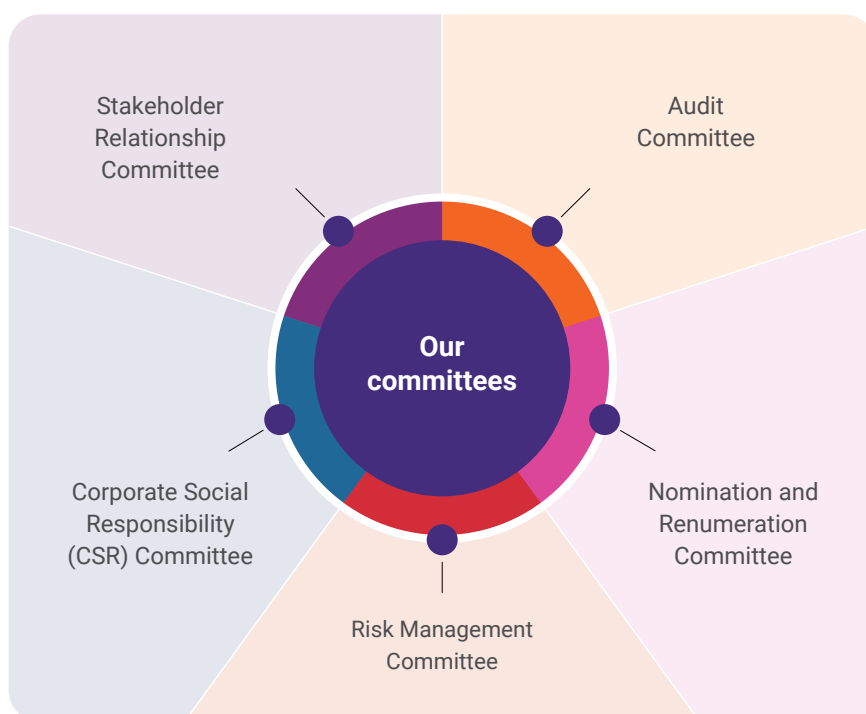 Stakeholder
Relationship
Committee
Audit
Committee
Our
committees
Corporate Social
Responsibility
(CSR) Committee
Nomination and
Renumeration
Committee
Risk Management
Committee